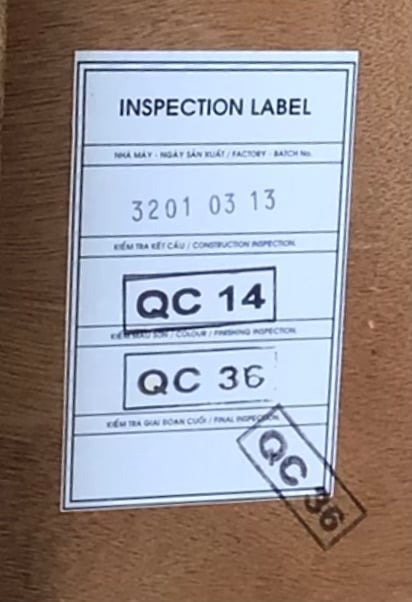 INSPECTION LABEL
NHÀ MÁY - NGÀY SẢN XUẤT / FACTORY - BATCH No.
3201 03 13
KIỂM TRA KẾT CẤU / CONSTRUCTION INSPECTION.
QC 14
KIỂM MÀU SƠN / COLOUR / FINISHING INSPECTION.
QC 36
KIỂM TRA GIAI ĐOẠN CUỐI / FINAL INSPECTION.
QC 36